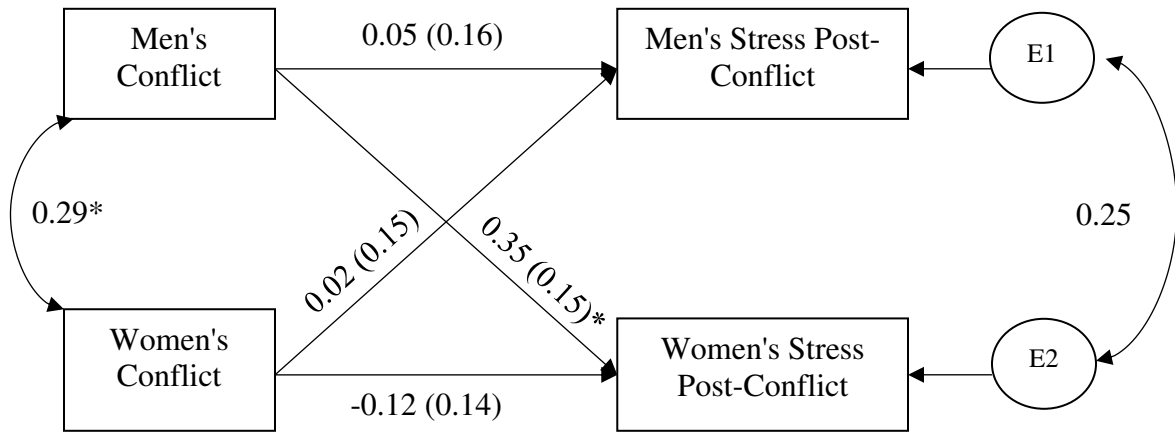 Men's
Conflict
0.05 (0.16)
Men's Stress Post-
Conflict
E1
0.29*
0.02 (0.15)
0.35 (0.15)*
0.25
Women's
Conflict
-0.12 (0.14)
Women's Stress
Post-Conflict
E2